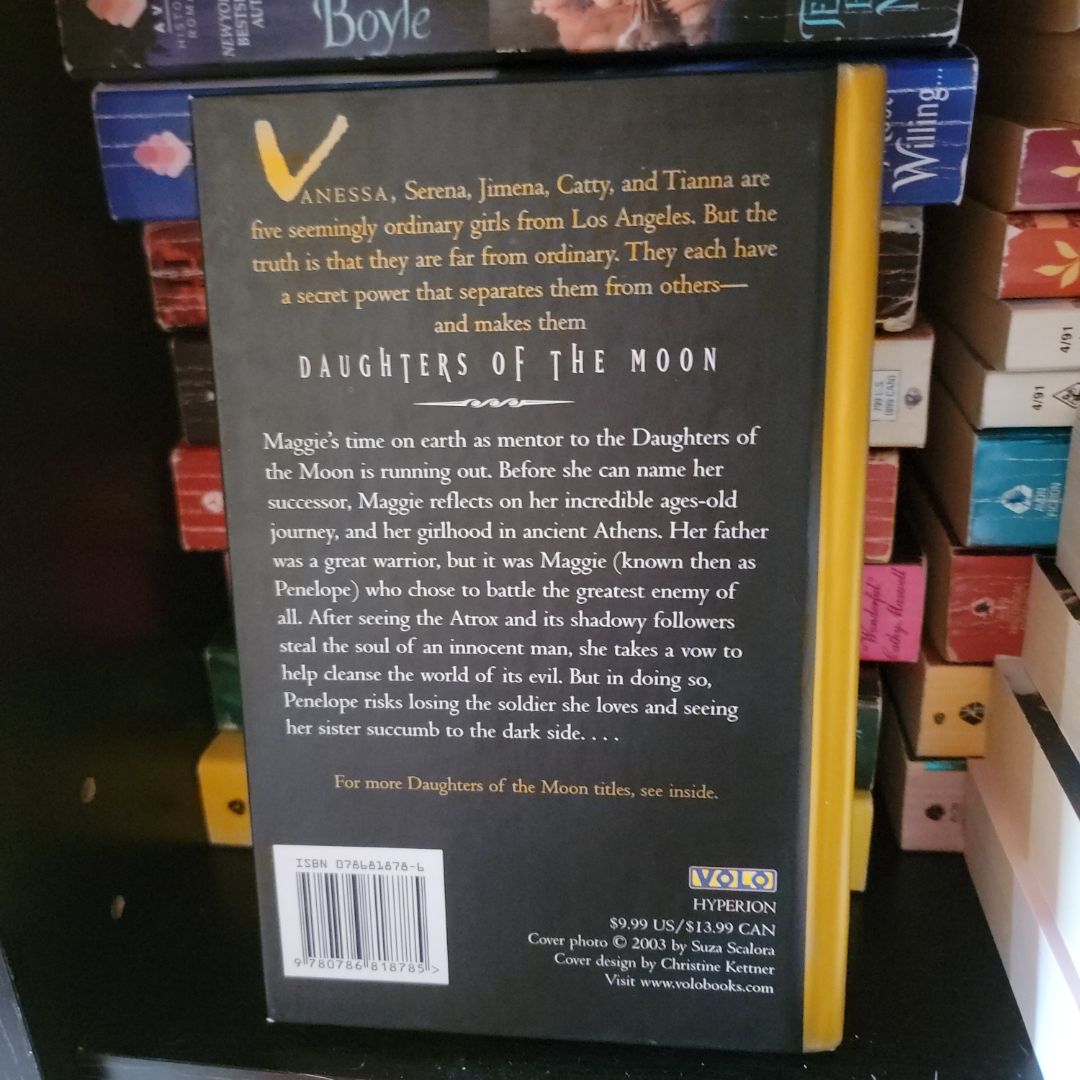 NEW YO
BESTS
AUT
Boyle
Willing...
VANESSA, Serena, Jimena, Catty, and Tianna are
five seemingly ordinary girls from Los Angeles. But the
truth is that they are far from ordinary. They each have
a secret power that separates them from others—
and makes them
DAUGHTERS OF THE MOON
Maggie's time on earth as mentor to the Daughters of
the Moon is running out. Before she can name her
successor, Maggie reflects on her incredible ages-old
journey, and her girlhood in ancient Athens. Her father
was a great warrior, but it was Maggie (known then as
Penelope) who chose to battle the greatest enemy of
all. After seeing the Atrox and its shadowy followers
steal the soul of an innocent man, she takes a vow to
help cleanse the world of its evil. But in doing so,
Penelope risks losing the soldier she loves and seeing
her sister succumb to the dark side. . . .
For more Daughters of the Moon titles, see inside.
ISBN 078681878-6
9 780786 818785 >
VOLO
HYPERION
$9.99 US/$13.99 CAN
Cover photo © 2003 by Suza Scalora
Cover design by Christine Kettner
Visit www.volobooks.com
4/91
4/91
"Wonderful"
Cathy Maxwell